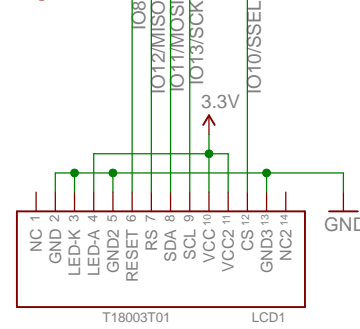 IO8
IO12/MISO
IO11/MOSI
IO13/SCK
IO10/SSEL
3.3V
GND
NC 1
GND 2
LED-K 3
LED-A 4
GND2 5
RESET 6
RS 7
SDA 8
SCL 9
VCC 10
VCC2 11
CS 12
GND3 13
NC2 14
T18003T01
LCD1